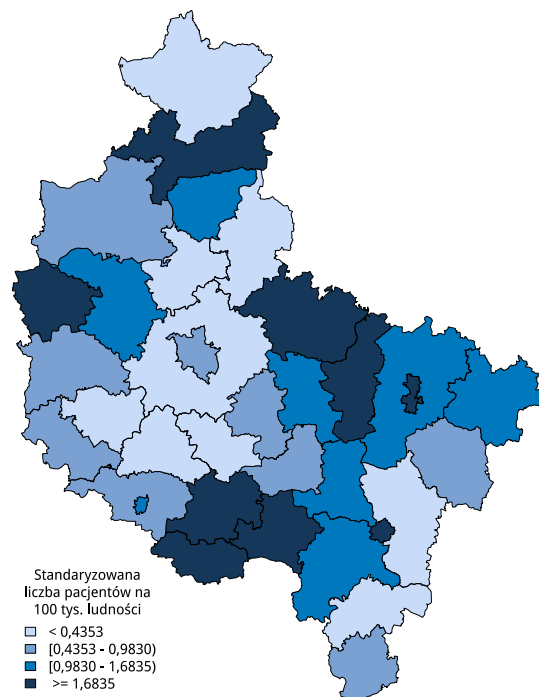 Standaryzowana
liczba pacjentów na
100 tys. ludności
< 0,4353
[0,4353 - 0,9830)
[0,9830 - 1,6835)
>= 1,6835